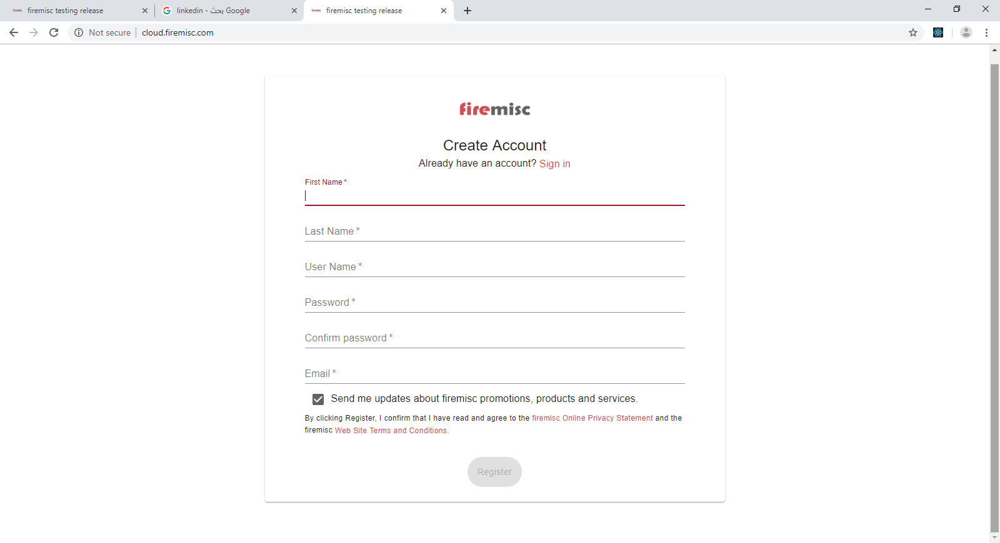 firemisc testing release
linkedin - بحث Google
firemisc testing release
Not secure
cloud.firemisc.com
firemisc
Create Account
Already have an account? Sign in
First Name *
Last Name *
User Name *
Password *
Confirm password *
Email *
Send me updates about firemisc promotions, products and services.
By clicking Register, I confirm that I have read and agree to the firemisc Online Privacy Statement and the
firemisc Web Site Terms and Conditions.
Register